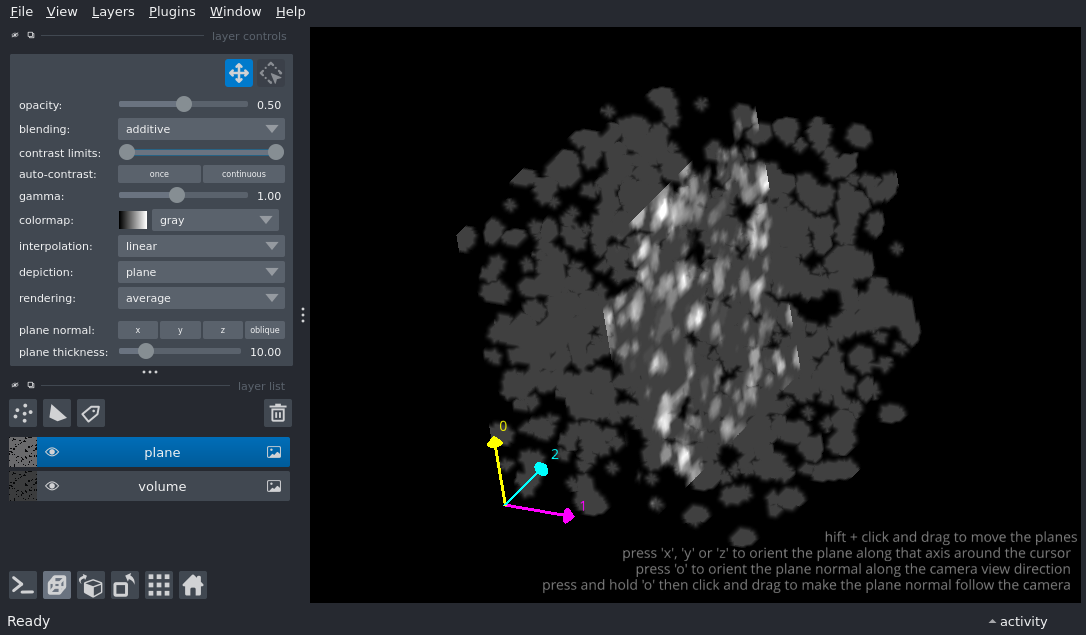 File View Layers Plugins Window Help
layer controls
opacity: 0.50
blending: additive
contrast limits:
auto-contrast: once continuous
gamma: 1.00
colormap: gray
interpolation: linear
depiction: plane
rendering: average
plane normal: x y z oblique
plane thickness: 10.00
layer list
plane
volume
0
2
1
hift + click and drag to move the planes
press 'x', 'y' or 'z' to orient the plane along that axis around the cursor
press 'o' to orient the plane normal along the camera view direction
press and hold 'o' then click and drag to make the plane normal follow the camera
Ready
activity